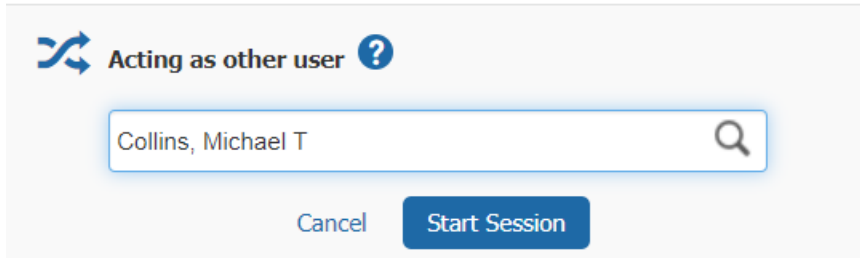 Acting as other user ?
Collins, Michael T
Cancel Start Session